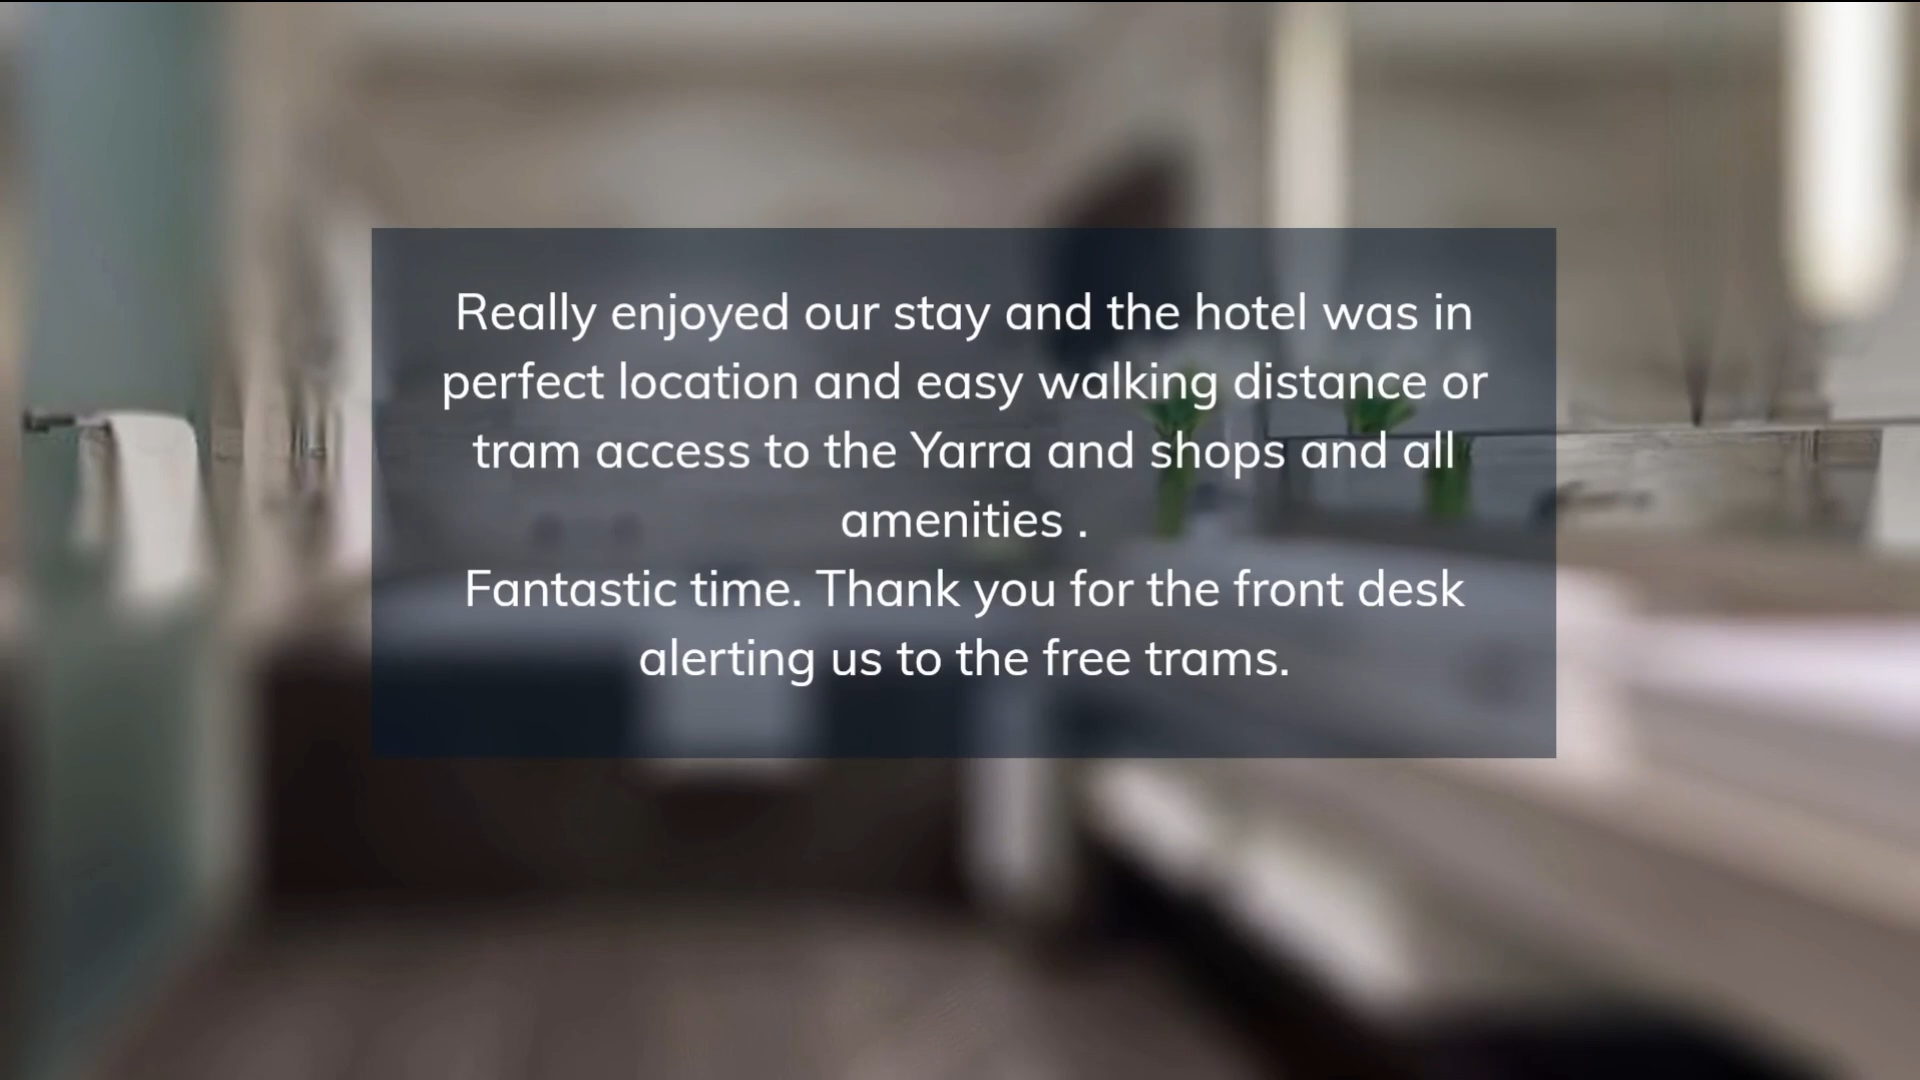 Really enjoyed our stay and the hotel was in
perfect location and easy walking distance or
tram access to the Yarra and shops and all
amenities .
Fantastic time. Thank you for the front desk
alerting us to the free trams.